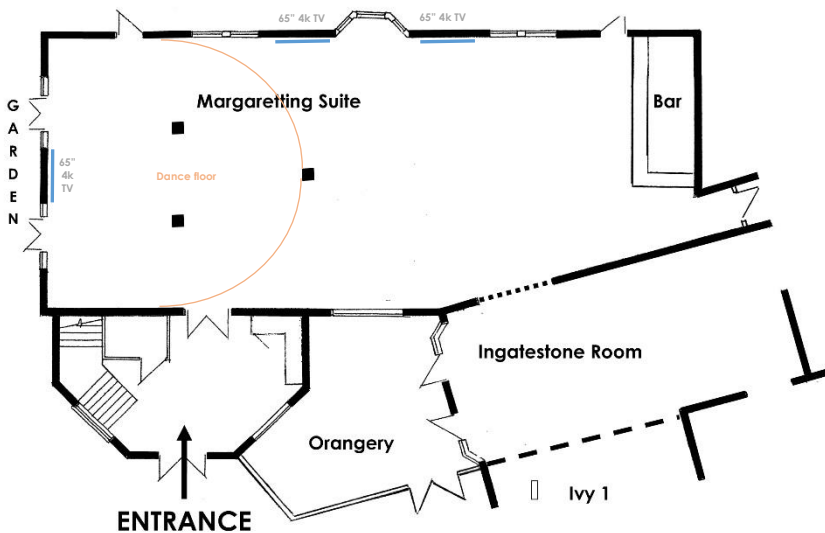 65” 4k TV
65” 4k TV
Margaretting Suite
Bar
GARDEN
65”
4k
TV
Dance floor
Ingatestone Room
Orangery
Ivy 1
ENTRANCE